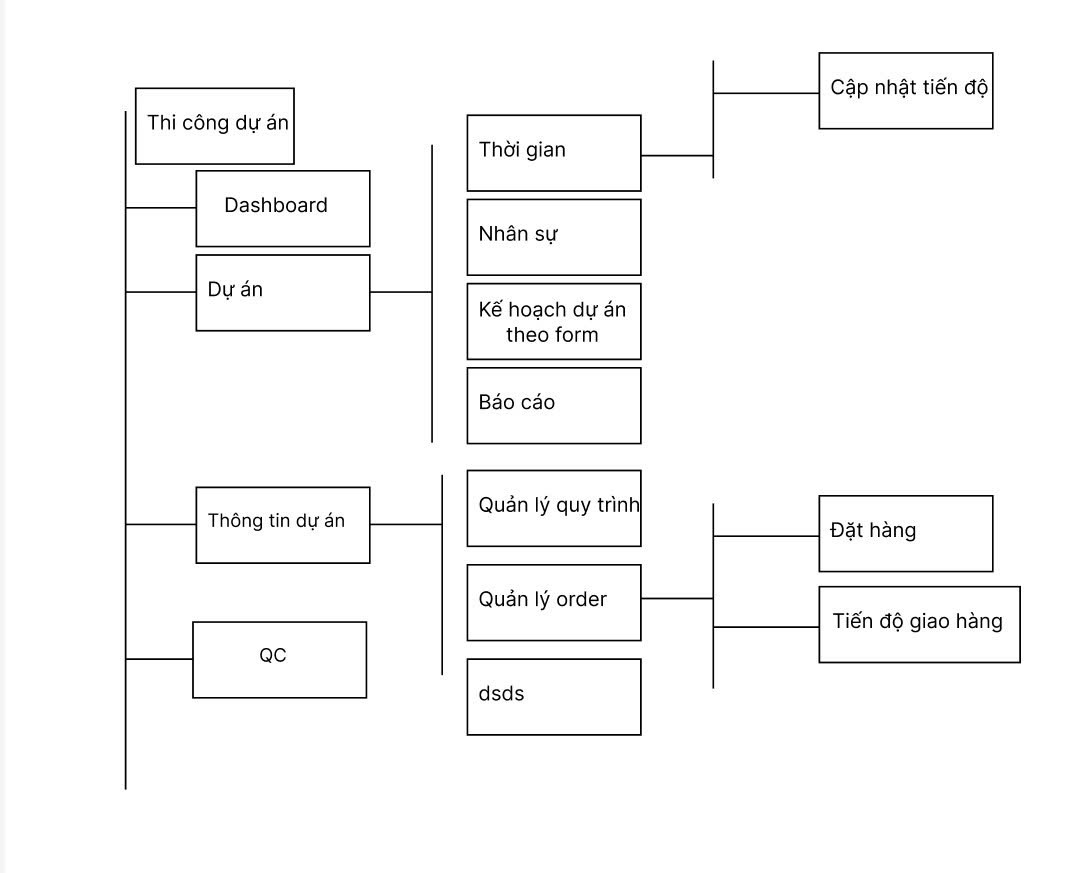 Thi công dự án
Dashboard
Dự án
Thông tin dự án
QC
Thời gian
Nhân sự
Kế hoạch dự án
theo form
Báo cáo
Quản lý quy trình
Quản lý order
dsds
Cập nhật tiến độ
Đặt hàng
Tiến độ giao hàng